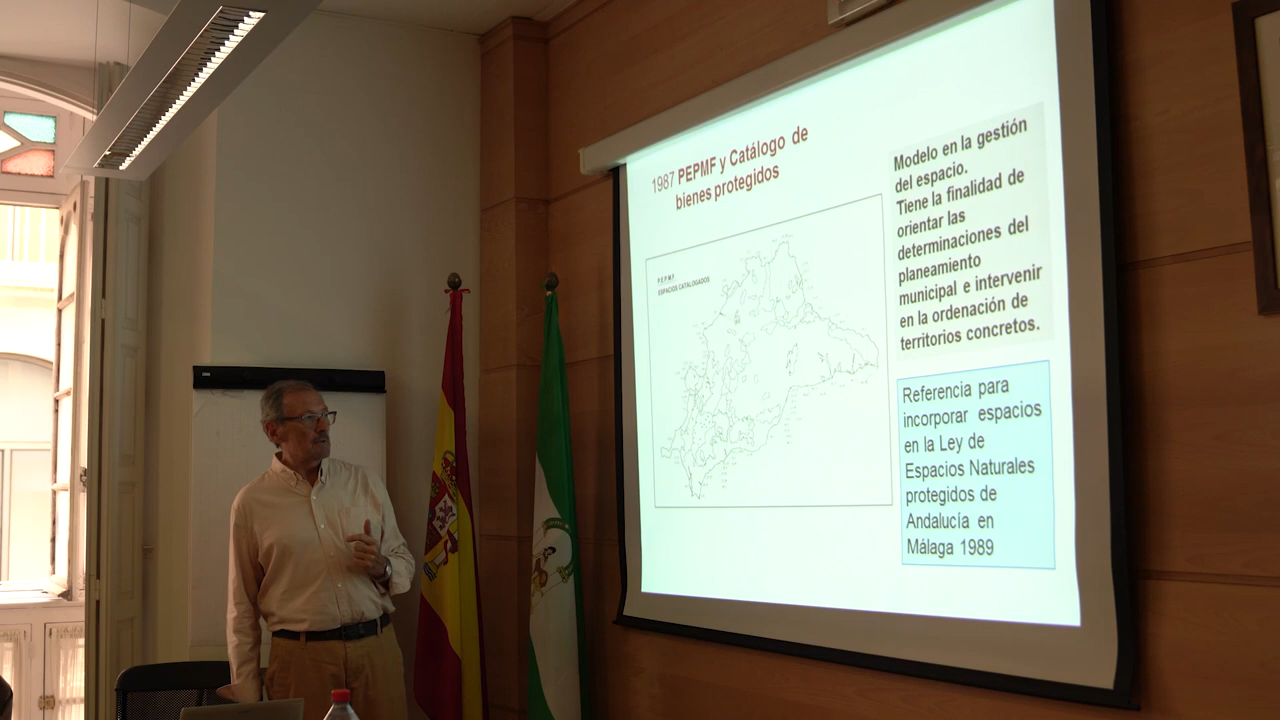 1987 PEPMF y Catálogo de
bienes protegidos
P.E.P.M.F.
ESPACIOS CATALOGADOS
Modelo en la gestión
del espacio.
Tiene la finalidad de
orientar las
determinaciones del
planeamiento
municipal e intervenir
en la ordenación de
territorios concretos.
Referencia para
incorporar espacios
en la Ley de
Espacios Naturales
protegidos de
Andalucía en
Málaga 1989